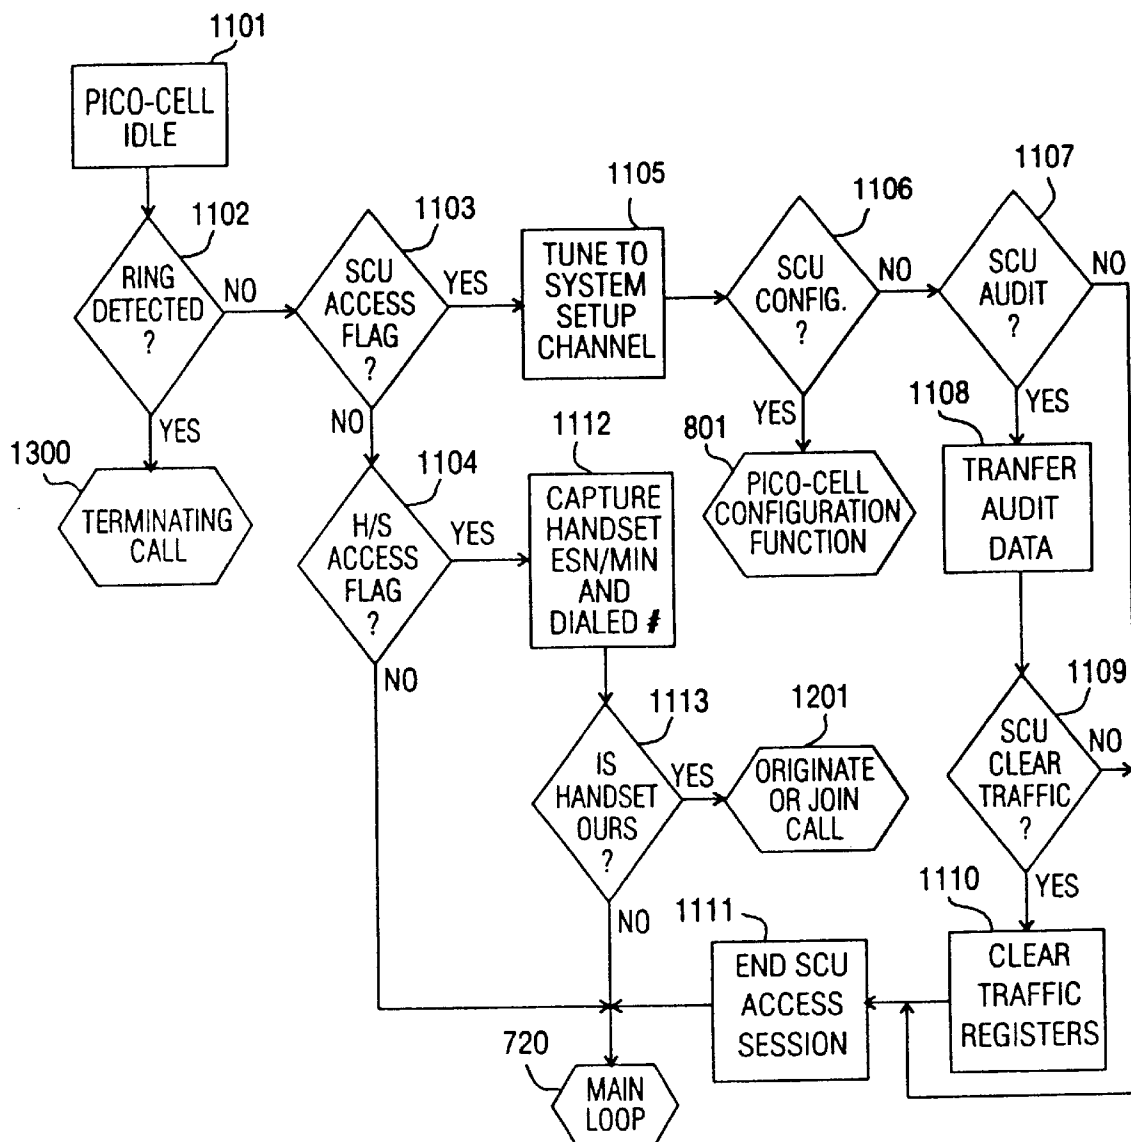 1101
PICO-CELL
IDLE
1102
RING
DETECTED
?
NO
YES
1300
TERMINATING
CALL
1103
SCU
ACCESS
FLAG
?
YES
NO
1104
H/S
ACCESS
FLAG
?
YES
NO
1105
TUNE TO
SYSTEM
SETUP
CHANNEL
1106
SCU
CONFIG.
?
NO
YES
801
PICO-CELL
CONFIGURATION
FUNCTION
1107
SCU
AUDIT
?
NO
YES
1108
TRANFER
AUDIT
DATA
1112
CAPTURE
HANDSET
ESN/MIN
AND
DIALED #
1113
IS
HANDSET
OURS
?
YES
NO
1201
ORIGINATE
OR JOIN
CALL
1109
SCU
CLEAR
TRAFFIC
?
NO
YES
1110
CLEAR
TRAFFIC
REGISTERS
1111
END SCU
ACCESS
SESSION
720
MAIN
LOOP